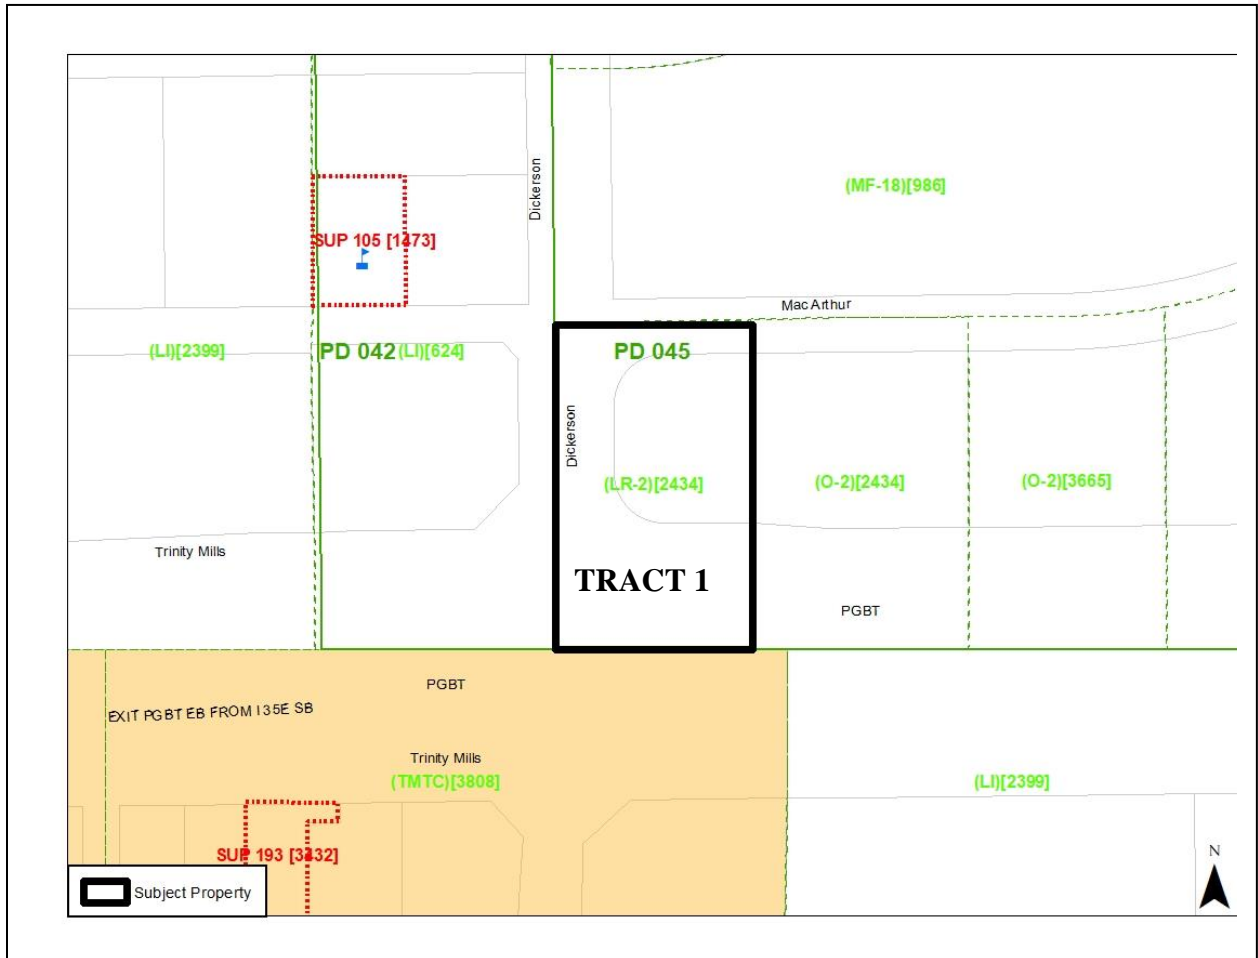 Dickerson
(MF-18)[986]
SUP 105 [1473]
MacArthur
(LI)[2399]
PD 042 (LI)[624]
PD 045
Dickerson
(LR-2)[2434]
(O-2)[2434]
(O-2)[3665]
Trinity Mills
TRACT 1
PGBT
PGBT
EXIT PGBT EB FROM I35E SB
Trinity Mills
(TMTC)[3808]
(LI)[2399]
SUP 193 [3432]
N
Subject Property